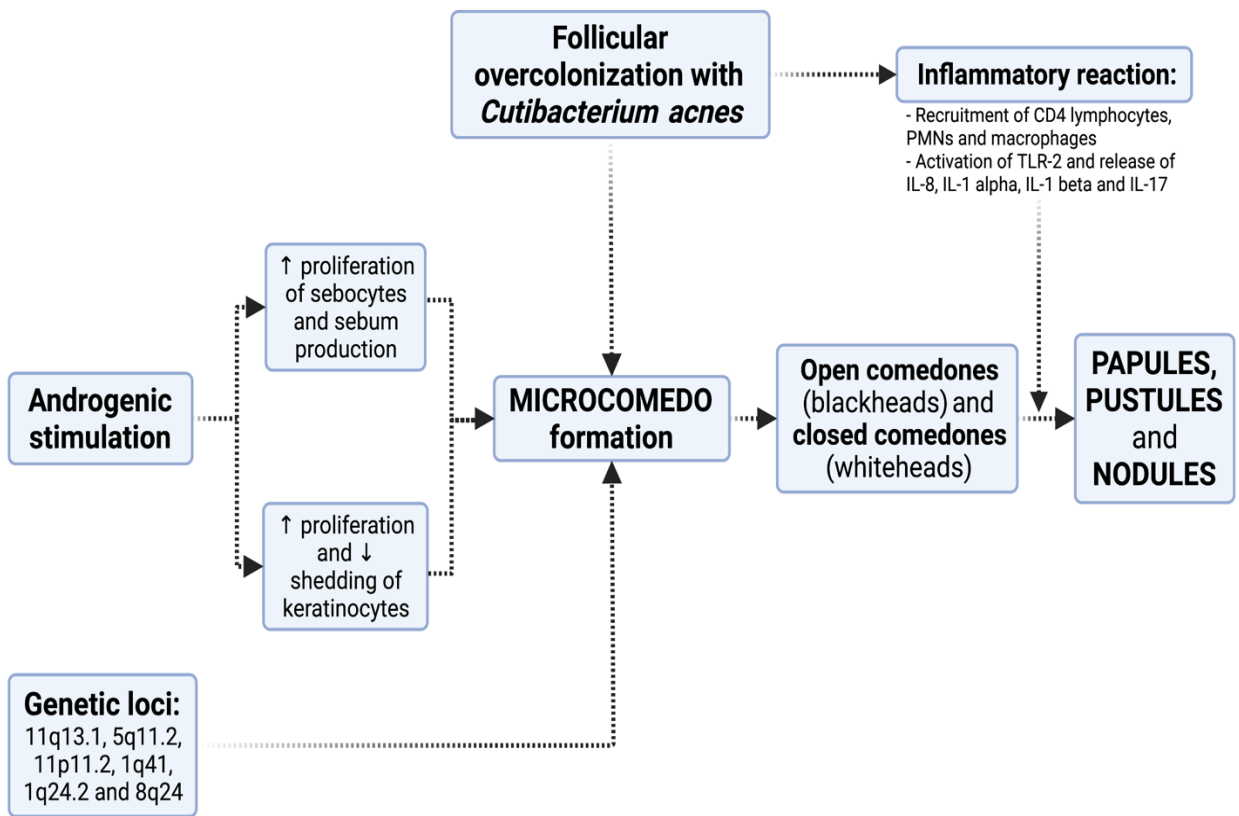 Follicular
overcolonization with
Cutibacterium acnes
Inflammatory reaction:
- Recruitment of CD4 lymphocytes,
PMNs and macrophages
- Activation of TLR-2 and release of
IL-8, IL-1 alpha, IL-1 beta and IL-17
↑ proliferation
of sebocytes
and sebum
production
Androgenic
stimulation
MICROCOMEDO
formation
Open comedones
(blackheads) and
closed comedones
(whiteheads)
PAPULES,
PUSTULES
and
NODULES
↑ proliferation
and ↓
shedding of
keratinocytes
Genetic loci:
11q13.1, 5q11.2,
11p11.2, 1q41,
1q24.2 and 8q24